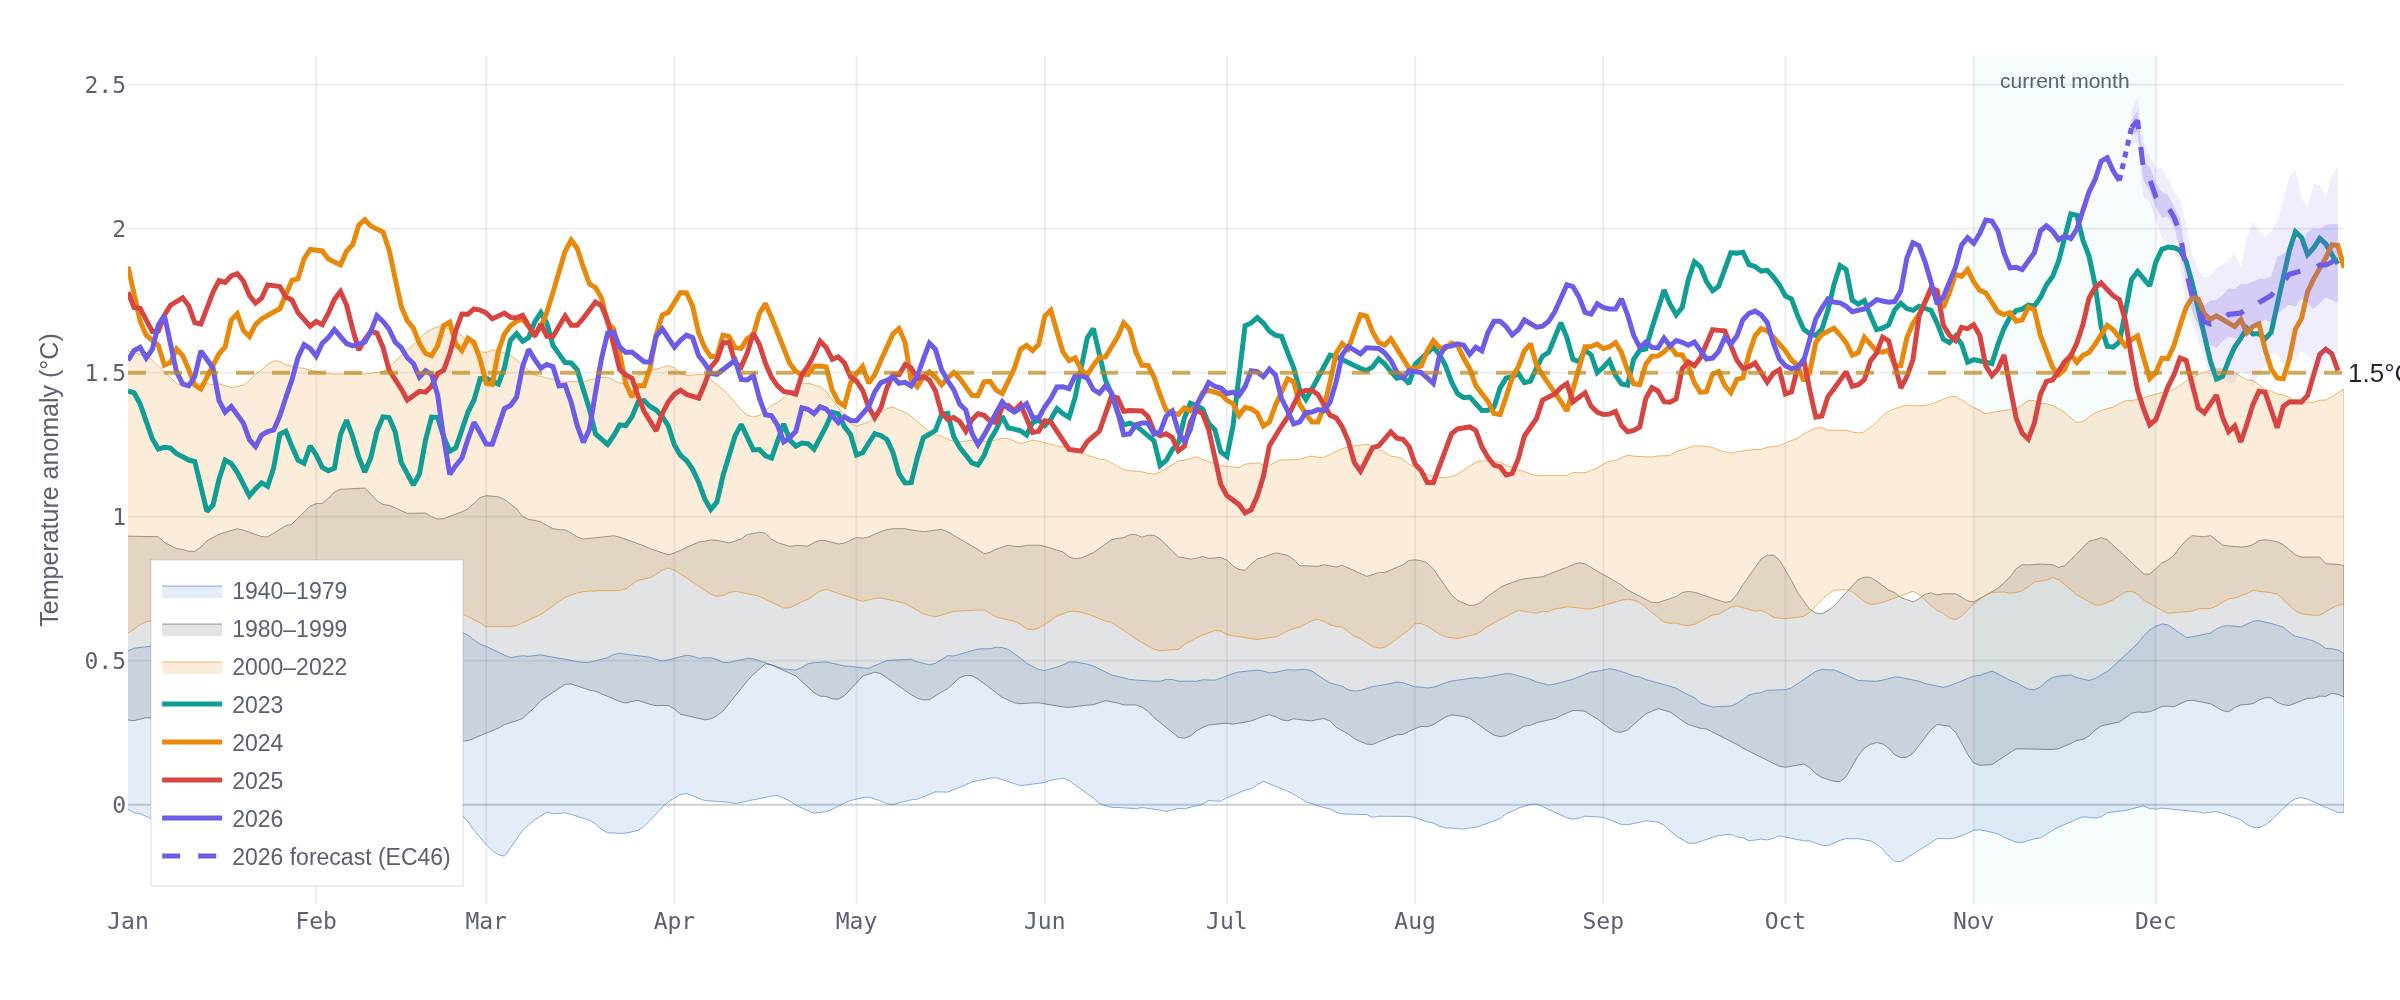 current month
2.5
2
1.5
1
0.5
0
Temperature anomaly (°C)
1.5°C
1940–1979
1980–1999
2000–2022
2023
2024
2025
2026
2026 forecast (EC46)
Jan Feb Mar Apr May Jun Jul Aug Sep Oct Nov Dec